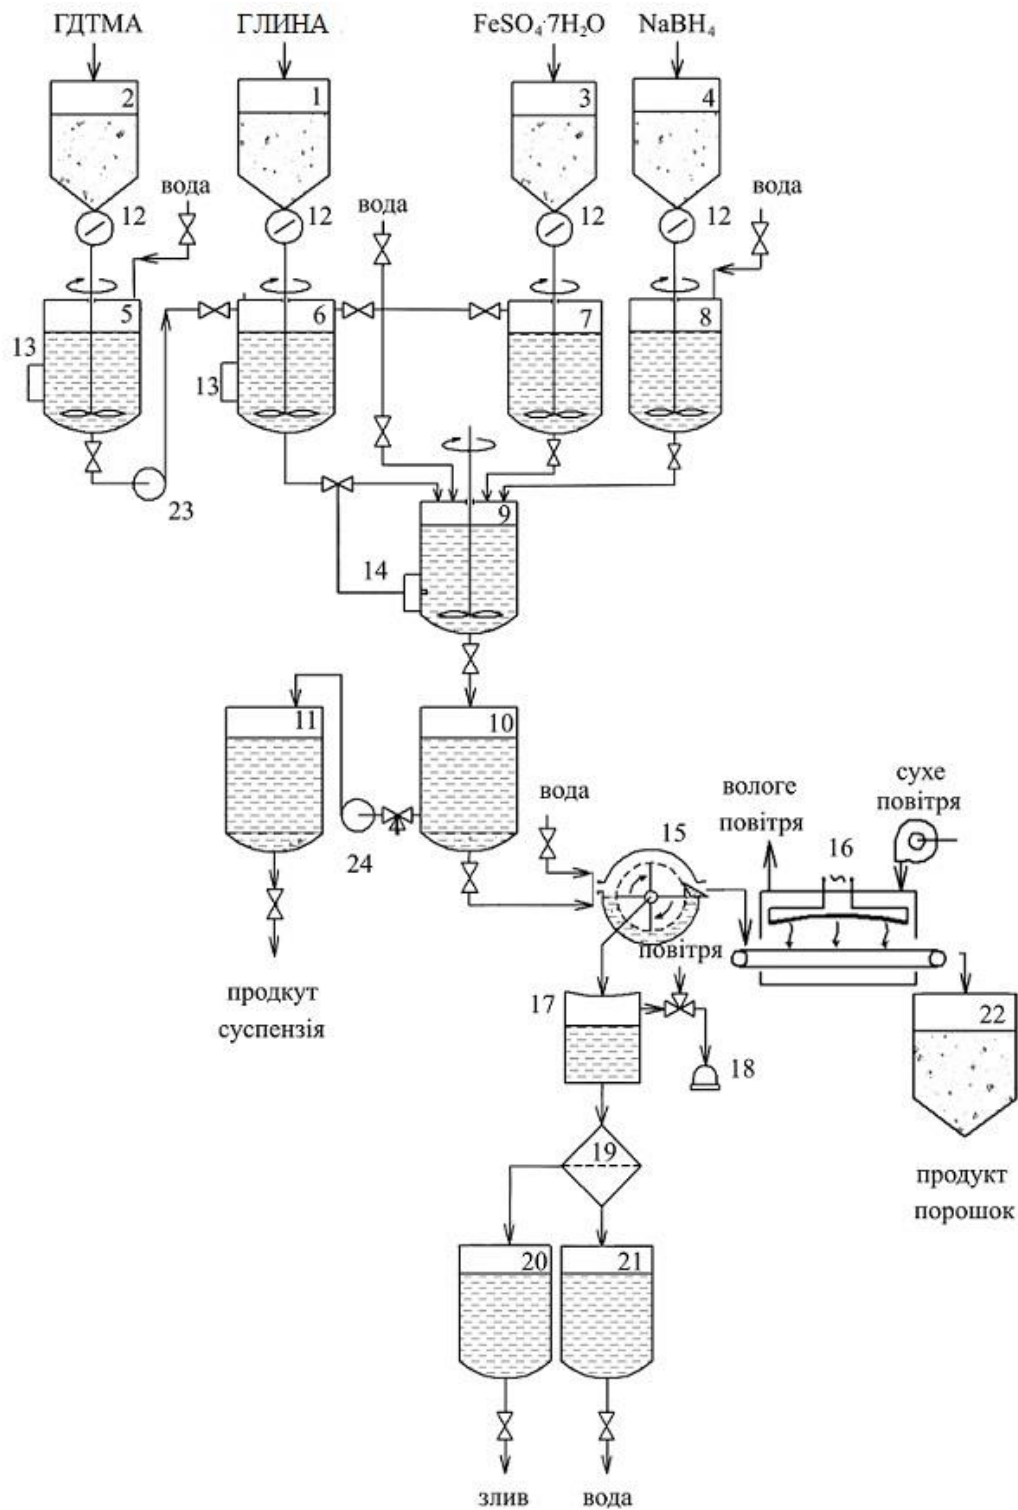 ГДТМА
ГЛИНА
FeSO₄·7H₂O
NaBH₄
2
1
3
4
вода
12
12
вода
12
12
вода
5
6
7
8
13
13
23
9
14
11
10
24
вода
15
вологе
повітря
16
сухе
повітря
повітря
продкут
суспензія
17
18
22
19
продукт
порошок
20
21
злив
вода